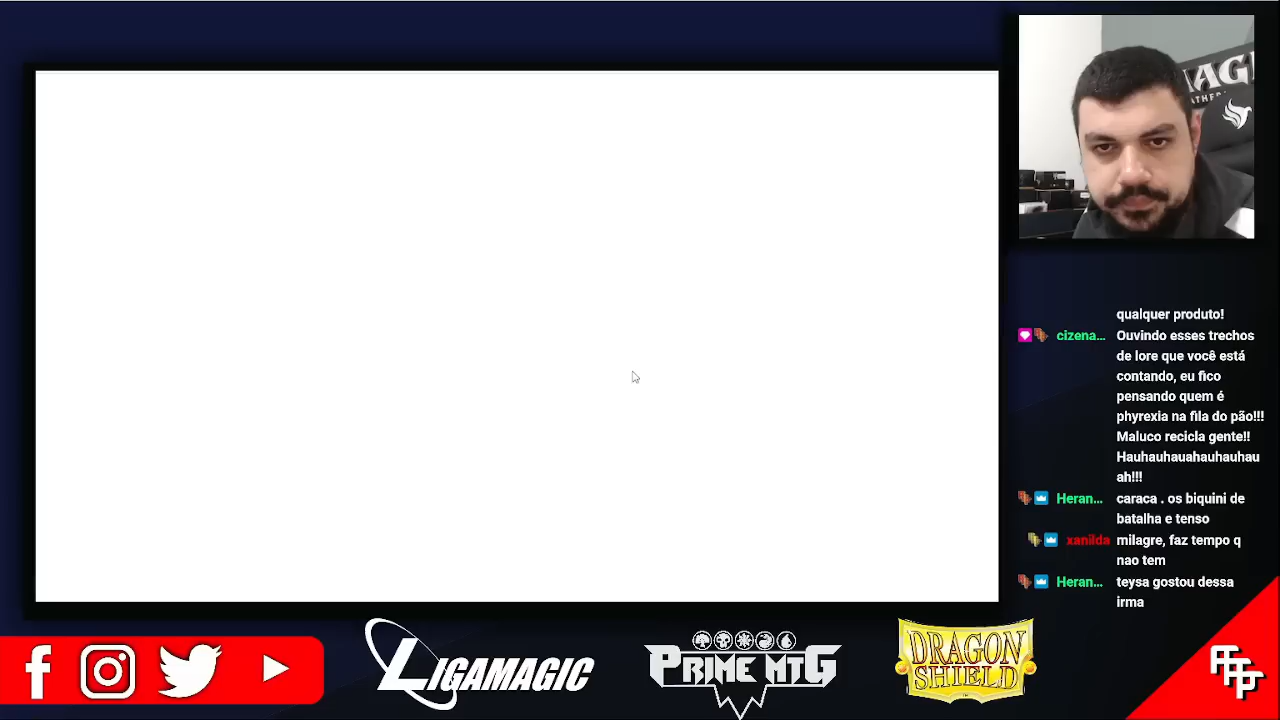 MAGI
GATHER
qualquer produto!
cizena... Ouvindo esses trechos
de lore que você está
contando, eu fico
pensando quem é
phyrexia na fila do pão!!!
Maluco recicla gente!!
Hauhauhauahauhauhau
ah!!!
Heran... caraca . os biquini de
batalha e tenso
xanilda milagre, faz tempo q
nao tem
Heran... teysa gostou dessa
irma
LIGAMAGIC
PRIME MTG
DRAGON
SHIELD